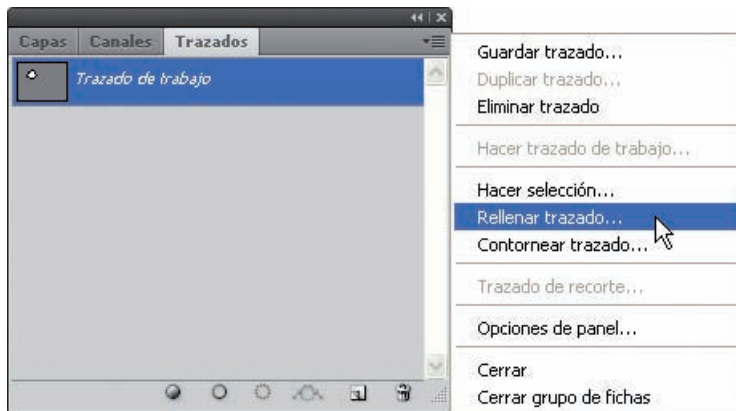 Capas Canales Trazados
Trazado de trabajo
Guardar trazado...
Duplicar trazado...
Eliminar trazado
Hacer trazado de trabajo...
Hacer selección...
Rellenar trazado...
Contornear trazado...
Trazado de recorte...
Opciones de panel...
Cerrar
Cerrar grupo de fichas